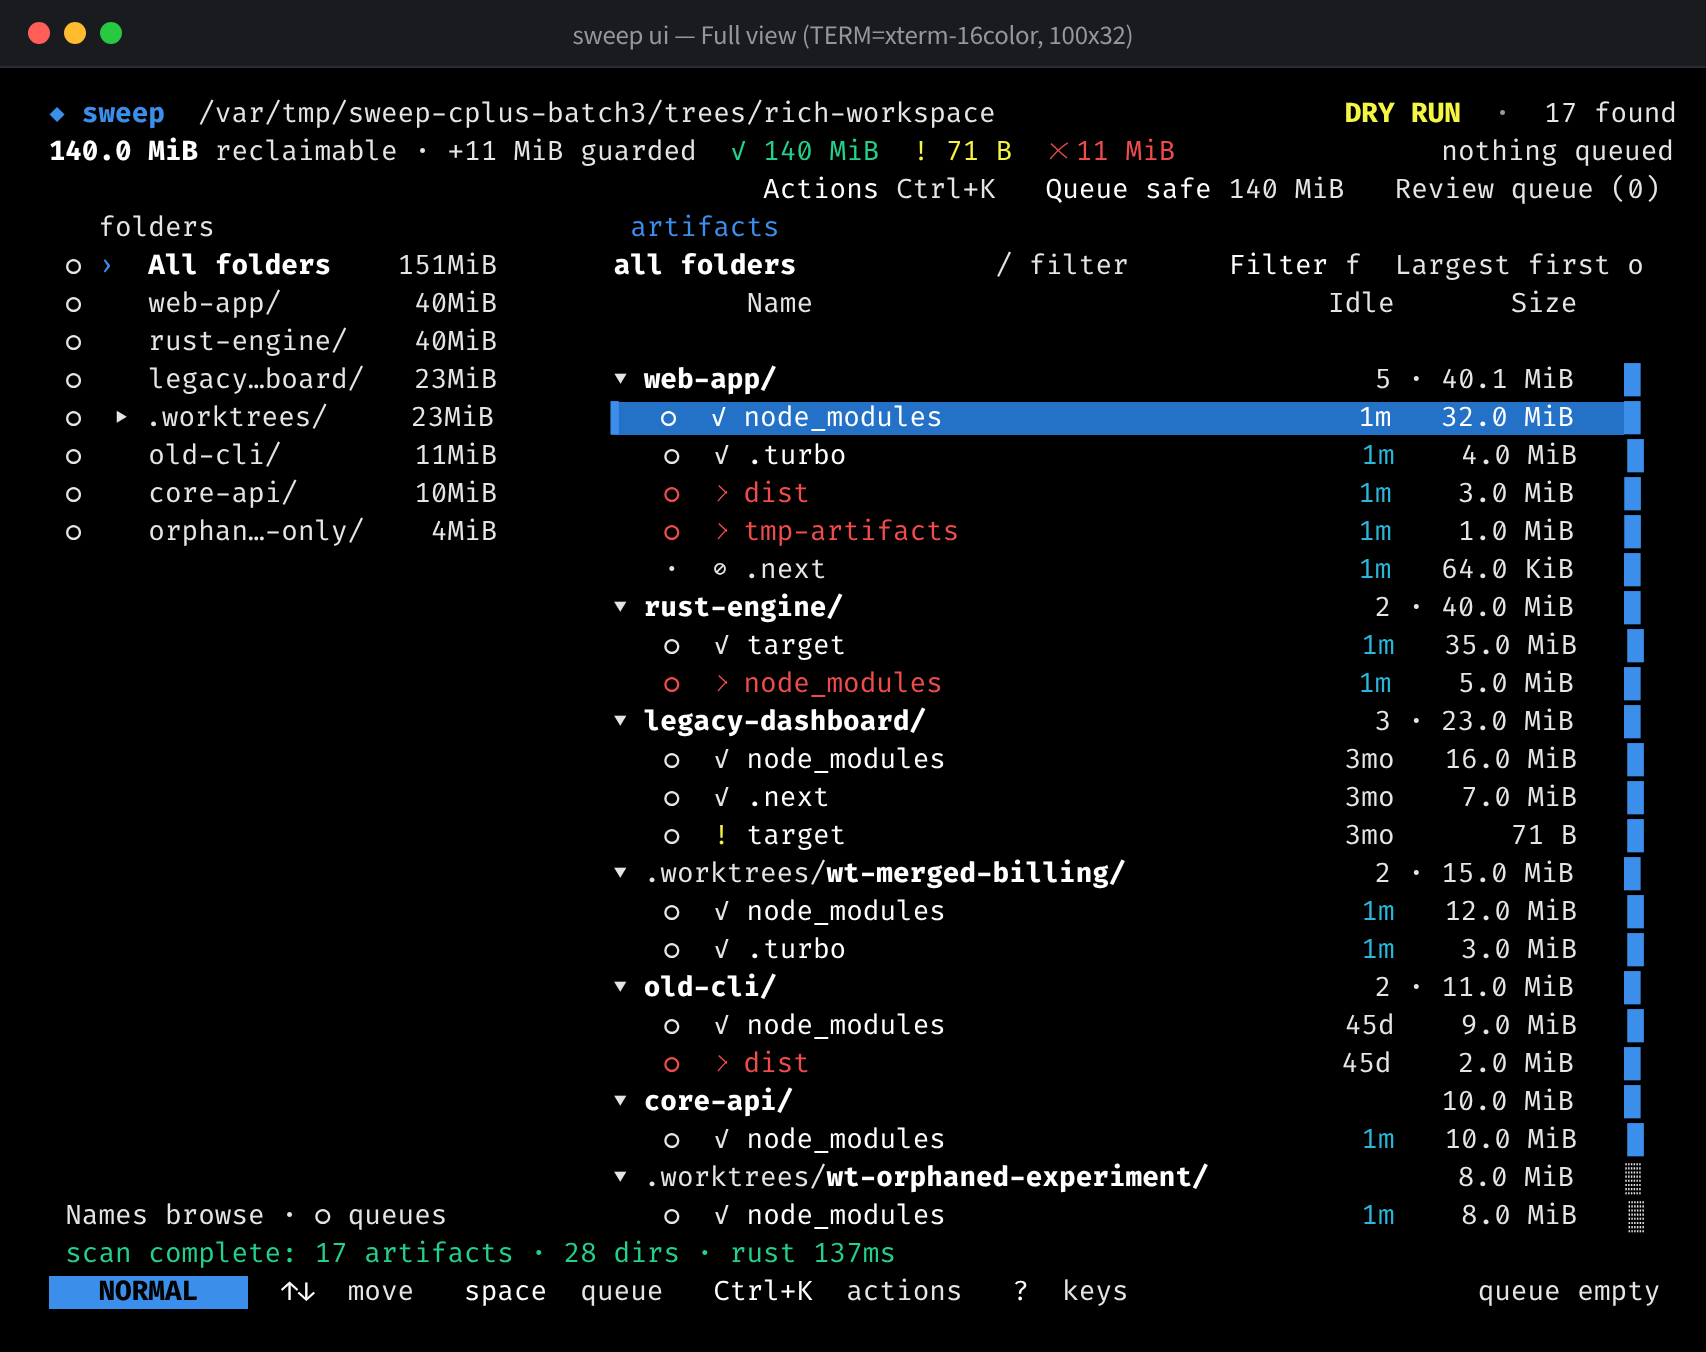 sweep ui — Full view (TERM=xterm-16color, 100x32)
◆ sweep  /var/tmp/sweep-cplus-batch3/trees/rich-workspace  DRY RUN  ·  17 found
140.0 MiB reclaimable · +11 MiB guarded  √ 140 MiB  ! 71 B  ✕ 11 MiB  nothing queued
Actions Ctrl+K   Queue safe 140 MiB   Review queue (0)
folders  artifacts
○ › All folders  151MiB  all folders  / filter  Filter f  Largest first o
○ web-app/  40MiB  Name  Idle  Size
○ rust-engine/  40MiB
○ legacy…board/  23MiB  ▾ web-app/  5 · 40.1 MiB
○ ▸ .worktrees/  23MiB  ○ √ node_modules  1m  32.0 MiB
○ old-cli/  11MiB  ○ √ .turbo  1m  4.0 MiB
○ core-api/  10MiB  ○ > dist  1m  3.0 MiB
○ orphan…-only/  4MiB  ○ > tmp-artifacts  1m  1.0 MiB
· ⊘ .next  1m  64.0 KiB
▾ rust-engine/  2 · 40.0 MiB
○ √ target  1m  35.0 MiB
○ > node_modules  1m  5.0 MiB
▾ legacy-dashboard/  3 · 23.0 MiB
○ √ node_modules  3mo  16.0 MiB
○ √ .next  3mo  7.0 MiB
○ ! target  3mo  71 B
▾ .worktrees/wt-merged-billing/  2 · 15.0 MiB
○ √ node_modules  1m  12.0 MiB
○ √ .turbo  1m  3.0 MiB
▾ old-cli/  2 · 11.0 MiB
○ √ node_modules  45d  9.0 MiB
○ > dist  45d  2.0 MiB
▾ core-api/  10.0 MiB
○ √ node_modules  1m  10.0 MiB
▾ .worktrees/wt-orphaned-experiment/  8.0 MiB
Names browse · ○ queues  ○ √ node_modules  1m  8.0 MiB
scan complete: 17 artifacts · 28 dirs · rust 137ms
NORMAL  ↑↓  move  space  queue  Ctrl+K  actions  ?  keys  queue empty